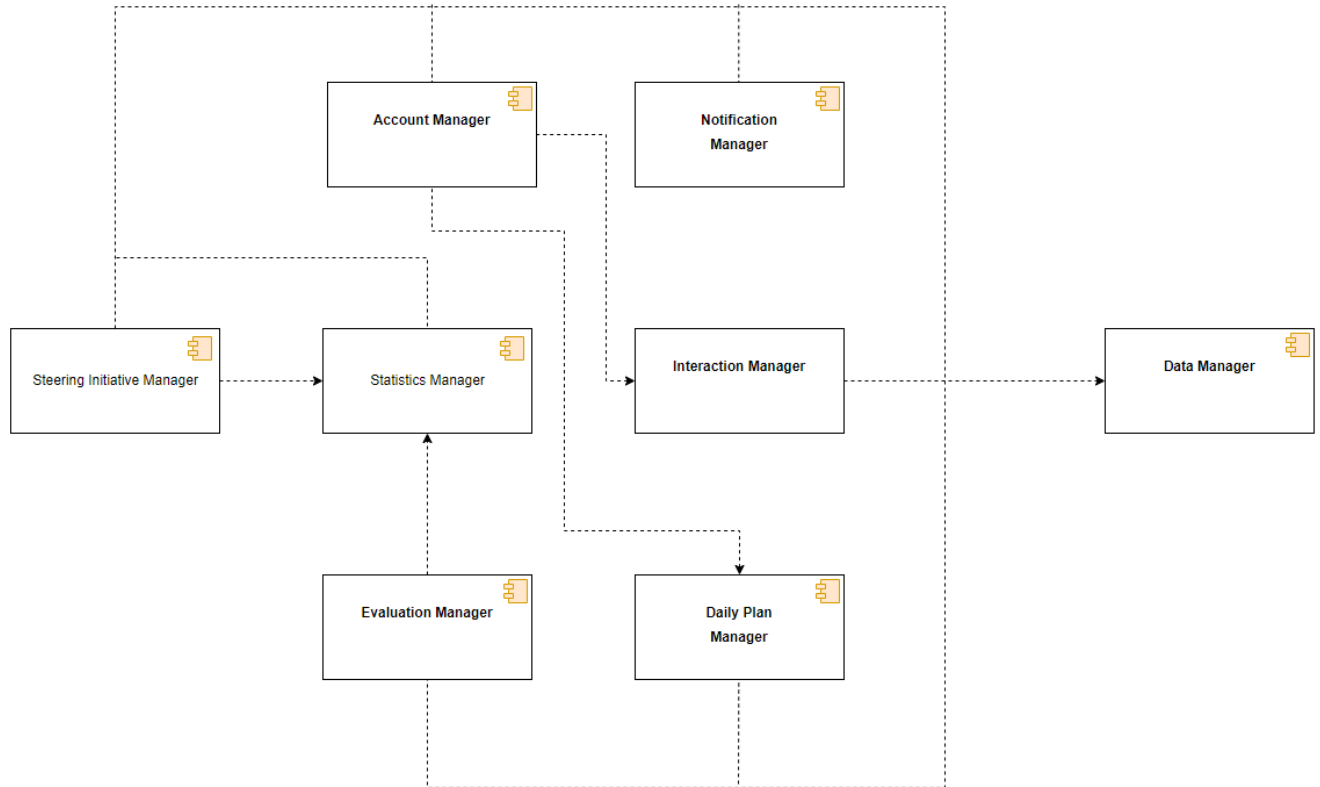 Account Manager
Notification
Manager
Steering Initiative Manager
Statistics Manager
Interaction Manager
Data Manager
Evaluation Manager
Daily Plan
Manager